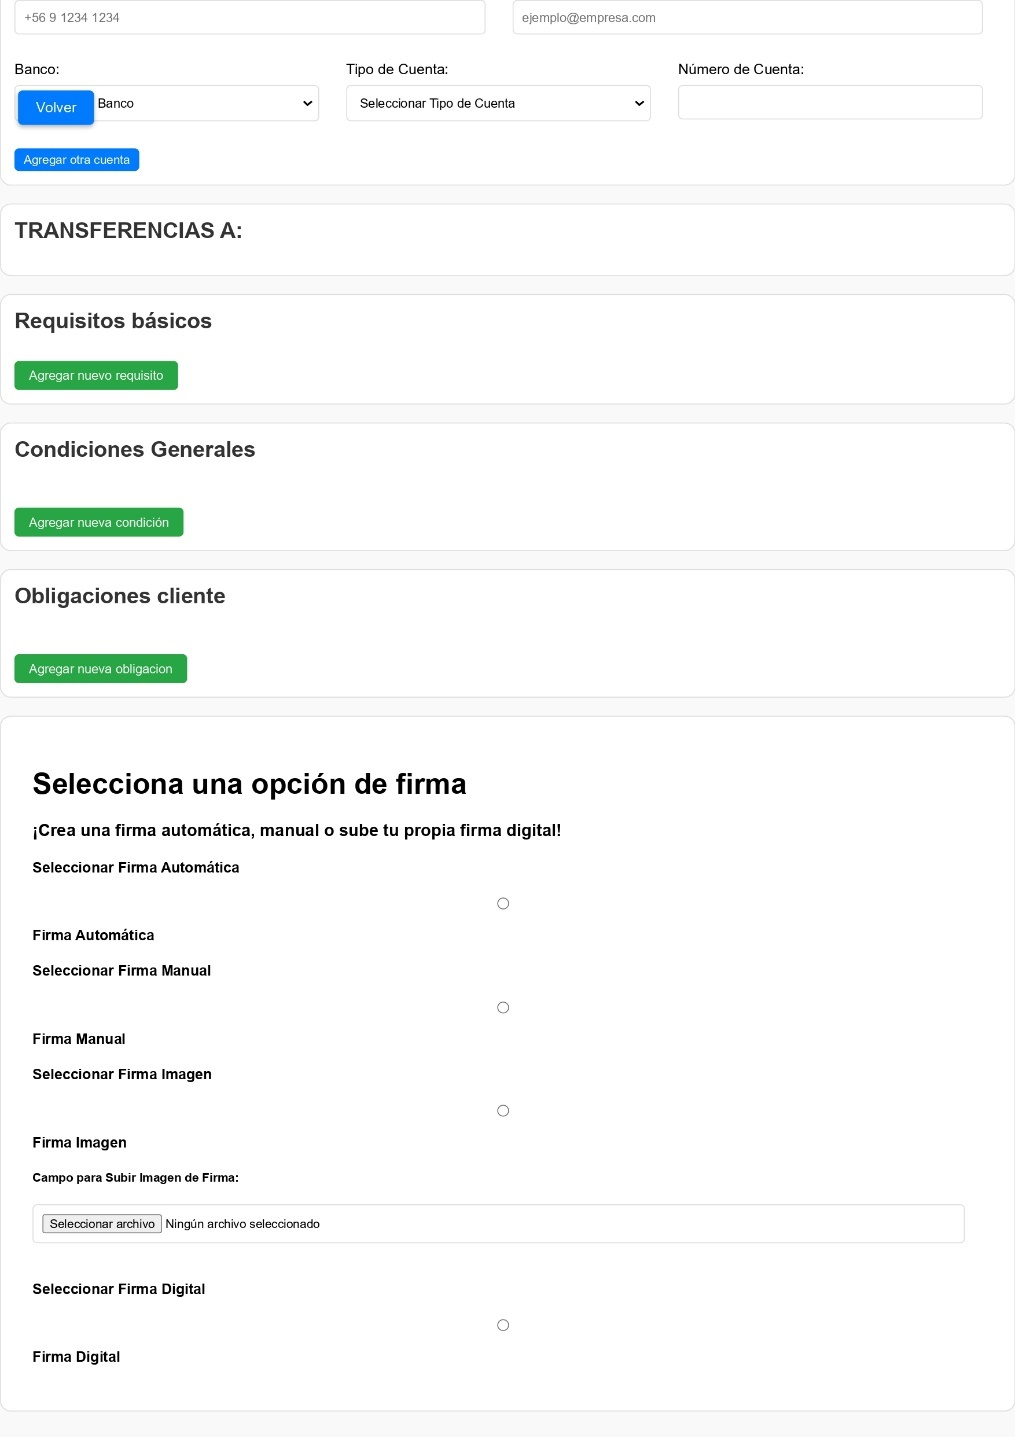 +56 9 1234 1234
ejemplo@empresa.com
Banco:
Tipo de Cuenta:
Número de Cuenta:
Volver
Banco
Seleccionar Tipo de Cuenta
Agregar otra cuenta
TRANSFERENCIAS A:
Requisitos básicos
Agregar nuevo requisito
Condiciones Generales
Agregar nueva condición
Obligaciones cliente
Agregar nueva obligacion
Selecciona una opción de firma
¡Crea una firma automática, manual o sube tu propia firma digital!
Seleccionar Firma Automática
Firma Automática
Seleccionar Firma Manual
Firma Manual
Seleccionar Firma Imagen
Firma Imagen
Campo para Subir Imagen de Firma:
Seleccionar archivo Ningún archivo seleccionado
Seleccionar Firma Digital
Firma Digital